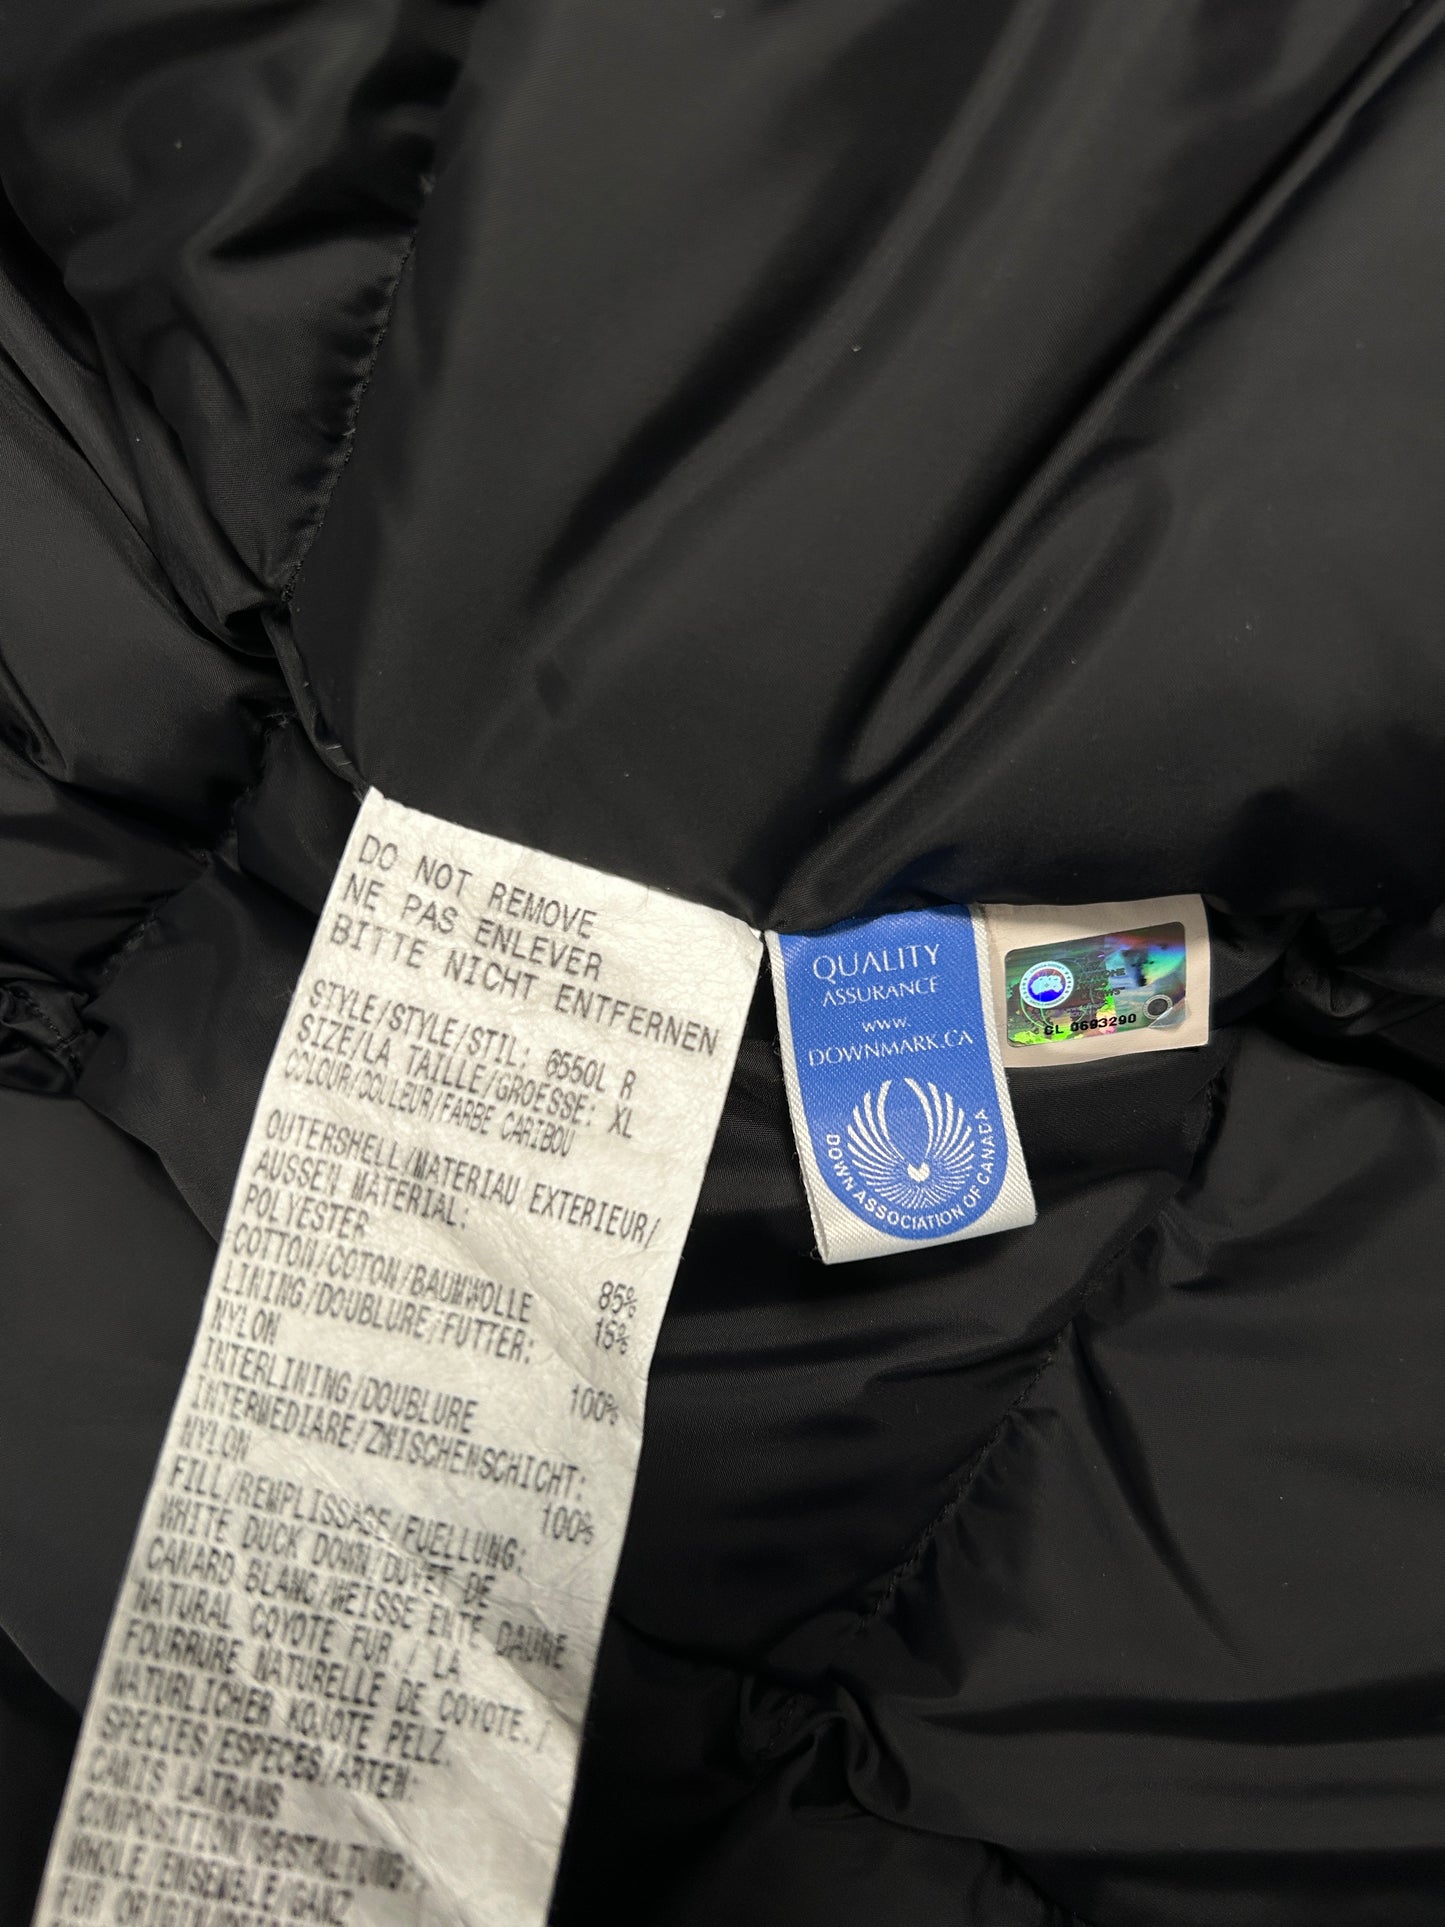 DO NOT REMOVE
NE PAS ENLEVER
BITTE NICHT ENTFERNEN
STYLE/STYLE/STIL: 6550L R
SIZE/LA TAILLE/GROESSE: XL
COLOUR/COULEUR/FARBE CARIBOU
OUTERSHELL/MATERIAU EXTERIEUR/
AUSSEN MATERIAL:
POLYESTER 85%
COTTON/COTON/BAUMWOLLE 15%
LINING/DOUBLURE/FUTTER:
NYLON 100%
INTERLINING/DOUBLURE
INTERMEDIARE/ZWISCHENSCHICHT:
NYLON 100%
FILL/REMPLISSAGE/FUELLUNG:
WHITE DUCK DOWN/DUVET DE
CANARD BLANC/WEISSE ENTE DAUNE
NATURAL COYOTE FUR / LA
FOURRURE NATURELLE DE COYOTE /
NATURLICHER KOJOTE PELZ
SPECIES/ESPECES/ARTEN:
CANIS LATRANS
COMPOSITION/GESTALTUNG:
WHOLE/ENSEMBLE/GANZ
FUR ORIGIN
QUALITY
ASSURANCE
www.
DOWNMARK.CA
DOWN ASSOCIATION OF CANADA
CL 0693290